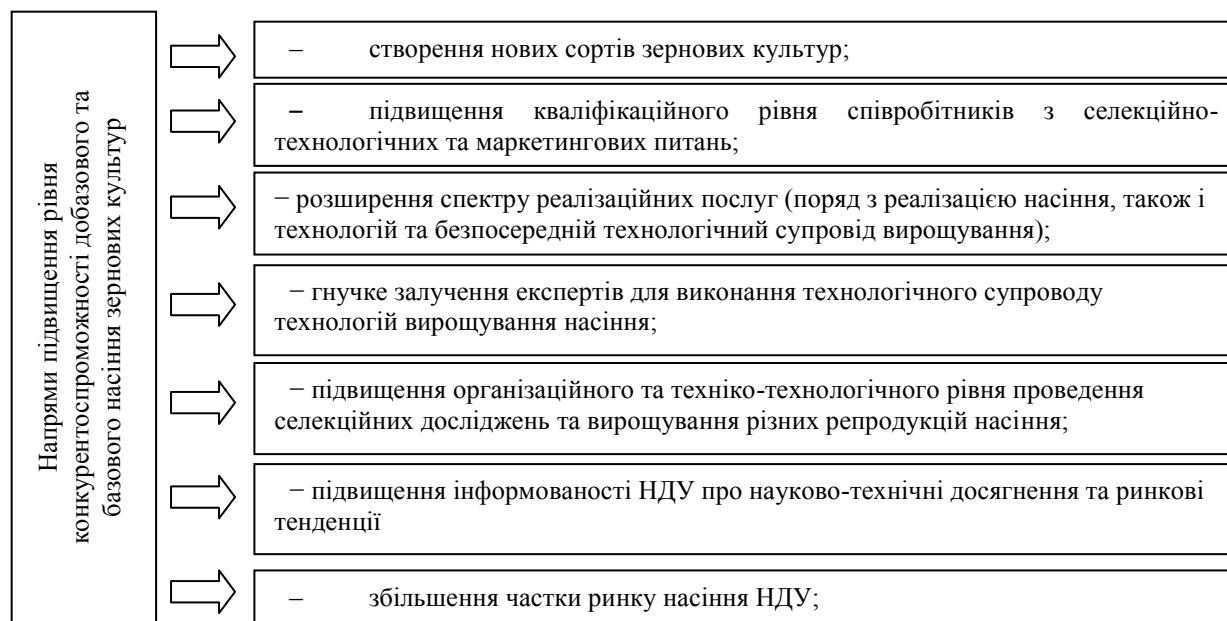 Напрями підвищення рівня
конкурентоспроможності добазового та
базового насіння зернових культур
– створення нових сортів зернових культур;
– підвищення кваліфікаційного рівня співробітників з селекційно-
технологічних та маркетингових питань;
− розширення спектру реалізаційних послуг (поряд з реалізацією насіння, також і
технологій та безпосередній технологічний супровід вирощування);
− гнучке залучення експертів для виконання технологічного супроводу
технологій вирощування насіння;
− підвищення організаційного та техніко-технологічного рівня проведення
селекційних досліджень та вирощування різних репродукцій насіння;
− підвищення інформованості НДУ про науково-технічні досягнення та ринкові
тенденції
– збільшення частки ринку насіння НДУ;